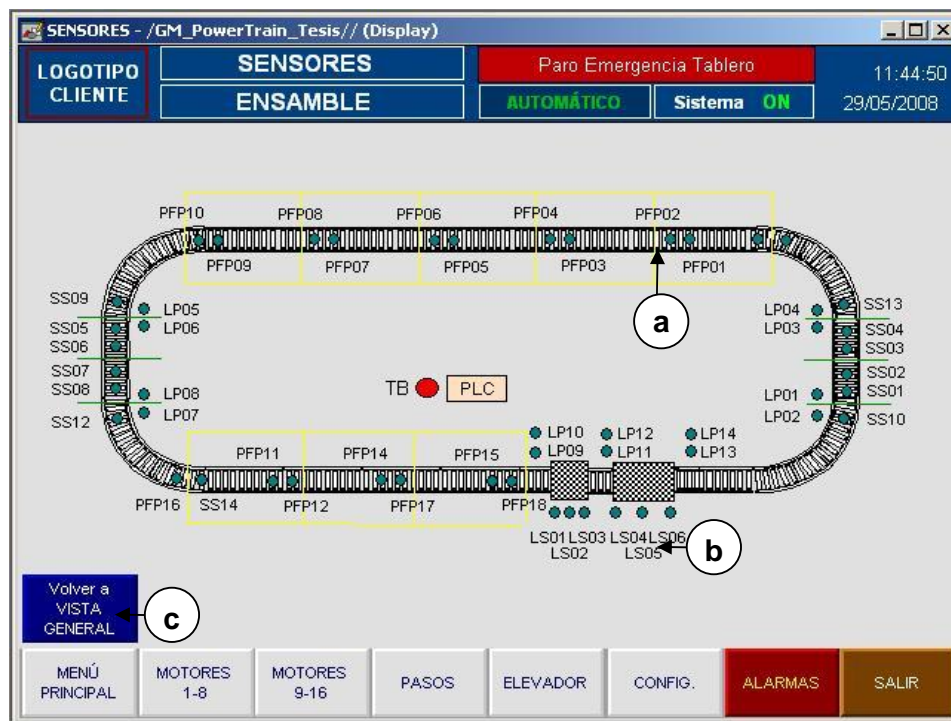 SENSORES - /GM_PowerTrain_Tesis// (Display)
LOGOTIPO
CLIENTE
SENSORES
ENSAMBLE
Paro Emergencia Tablero
AUTOMÁTICO
Sistema ON
11:44:50
29/05/2008
PFP10 PFP08 PFP06 PFP04 PFP02
PFP09 PFP07 PFP05 PFP03 PFP01
a
SS09 LP05 LP04 SS13
SS05 LP06 LP03 SS04
SS06 SS03
SS07 SS02
SS08 LP08 LP01 SS01
SS12 LP07 LP02 SS10
TB PLC
LP10 LP12 LP14
LP09 LP11 LP13
PFP11 PFP14 PFP15
PFP16 SS14 PFP12 PFP17 PFP18
LS01 LS03 LS04 LS06
LS02 LS05
b
Volver a
VISTA
GENERAL
c
MENÚ
PRINCIPAL
MOTORES
1-8
MOTORES
9-16
PASOS
ELEVADOR
CONFIG.
ALARMAS
SALIR